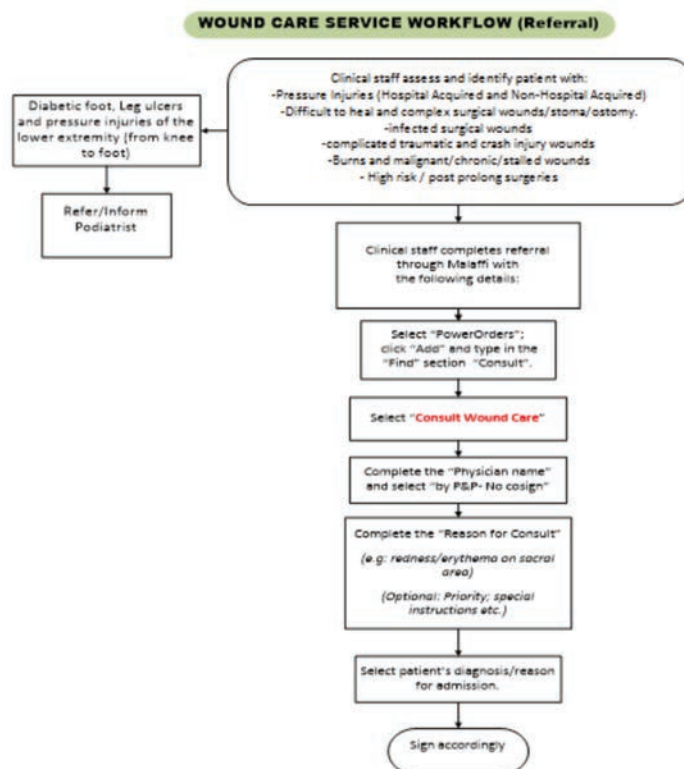 WOUND CARE SERVICE WORKFLOW (Referral)
Clinical staff assess and identify patient with:
-Pressure Injuries (Hospital Acquired and Non-Hospital Acquired)
-Difficult to heal and complex surgical wounds/stoma/ostomy.
-infected surgical wounds
-complicated traumatic and crash injury wounds
-Burns and malignant/chronic/stalled wounds
- High risk / post prolong surgeries
Diabetic foot, Leg ulcers
and pressure injuries of the
lower extremity (from knee
to foot)
Refer/Inform
Podiatrist
Clinical staff completes referral
through Malaffi with
the following details:
Select "PowerOrders";
click "Add" and type in the
"Find" section "Consult".
Select "Consult Wound Care"
Complete the "Physician name"
and select "by P&P- No cosign"
Complete the "Reason for Consult"
(e.g: redness/erythema on sacral
area)
(Optional: Priority; special
instructions etc.)
Select patient's diagnosis/reason
for admission.
Sign accordingly